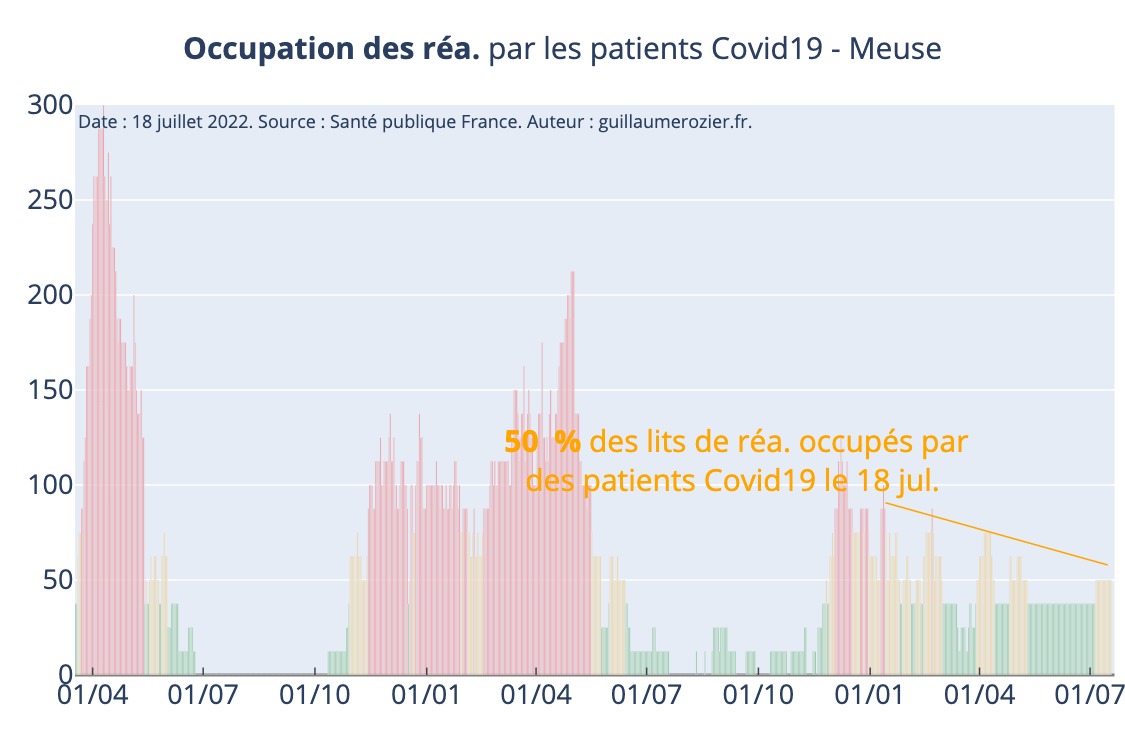 Occupation des réa. par les patients Covid19 - Meuse
300
Date : 18 juillet 2022. Source : Santé publique France. Auteur : guillaumerozier.fr.
250
200
150
50 % des lits de réa. occupés par
des patients Covid19 le 18 jul.
100
50
0
01/04 01/07 01/10 01/01 01/04 01/07 01/10 01/01 01/04 01/07